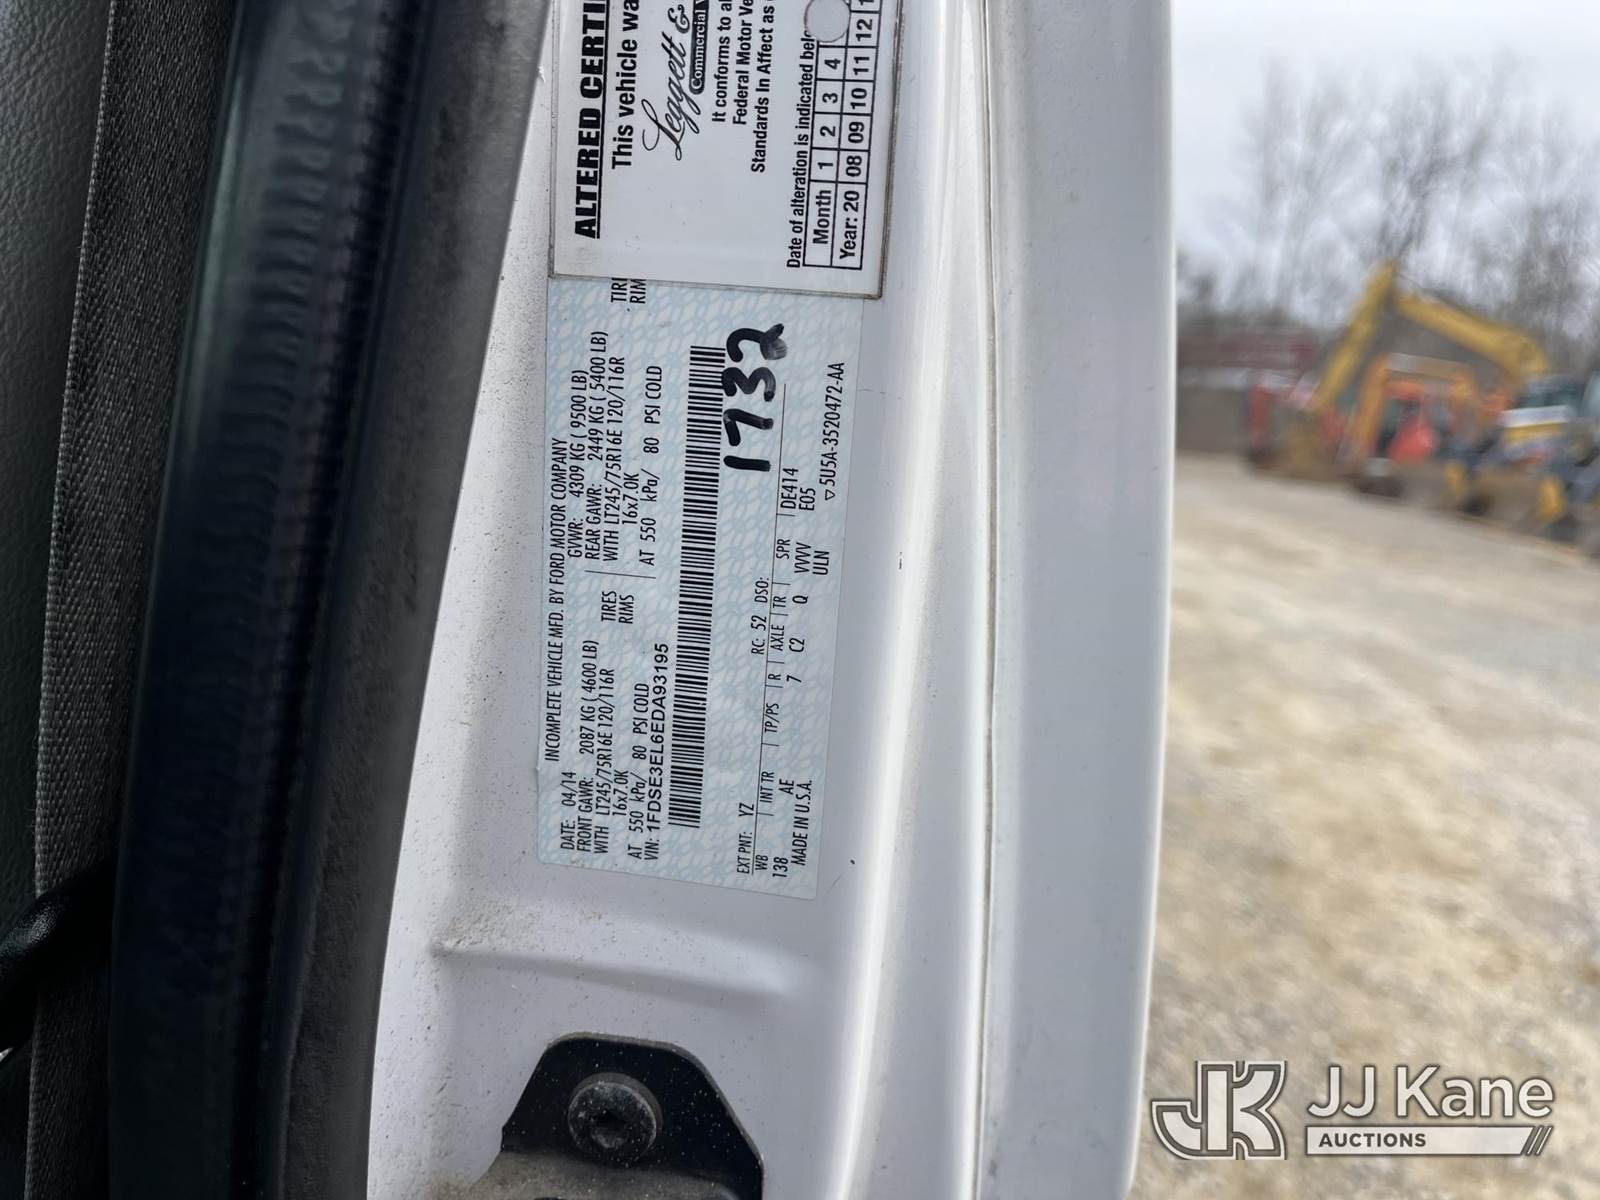 INCOMPLETE VEHICLE MFD. BY FORD MOTOR COMPANY
DATE: 04/14 GVWR: 4309 KG ( 9500 LB)
FRONT GAWR: 2087 KG ( 4600 LB) REAR GAWR: 2449 KG ( 5400 LB)
WITH LT245/75R16E 120/116R TIRES WITH LT245/75R16E 120/116R TIRE
16x7.0K RIMS 16x7.0K RIM
AT 550 kPa/ 80 PSI COLD AT 550 kPa/ 80 PSI COLD
VIN: 1FDSE3EL6EDA93195
1732
EXT PNT: YZ RC: 52 DSO:
WB INT TR TP/PS R AXLE TR SPR DE414
138 AE 7 C2 Q VVV E05
MADE IN U.S.A. ULN
▽5U5A-3520472-AA
ALTERED CERTI
This vehicle wa
Leggett &
Commercial V
It conforms to al
Federal Motor Ve
Standards In Affect as
Date of alteration is indicated belo
Month 1 2 3 4
Year: 20 08 09 10 11 12 1
JK JJ Kane
AUCTIONS